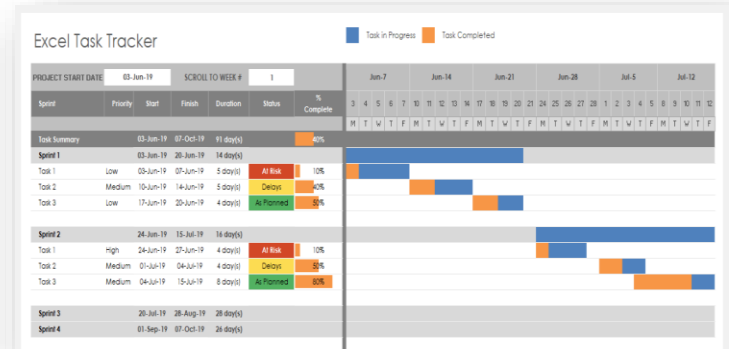 Excel Task Tracker
Task in Progress Task Completed
PROJECT START DATE 03-Jun-19 SCROLL TO WEEK # 1 Jun-7 Jun-14 Jun-21 Jun-28 Jul-5 Jul-12
Sprint Priority Start Finish Duration Status % Complete 3 4 5 6 7 10 11 12 13 14 17 18 19 20 21 24 25 26 27 28 1 2 3 4 5 8 9 10 11 12
M T W T F M T W T F M T W T F M T W T F M T W T F M T W T F
Task Summary 03-Jun-19 07-Oct-19 91 day(s) 40%
Sprint 1 03-Jun-19 20-Jun-19 14 day(s)
Task 1 Low 03-Jun-19 07-Jun-19 5 day(s) At Risk 10%
Task 2 Medium 10-Jun-19 14-Jun-19 5 day(s) Delays 40%
Task 3 Low 17-Jun-19 20-Jun-19 4 day(s) As Planned 50%
Sprint 2 24-Jun-19 15-Jul-19 16 day(s)
Task 1 High 24-Jun-19 27-Jun-19 4 day(s) At Risk 10%
Task 2 Medium 01-Jul-19 04-Jul-19 4 day(s) Delays 50%
Task 3 Medium 04-Jul-19 15-Jul-19 8 day(s) As Planned 80%
Sprint 3 20-Jul-19 28-Aug-19 28 day(s)
Sprint 4 01-Sep-19 07-Oct-19 26 day(s)